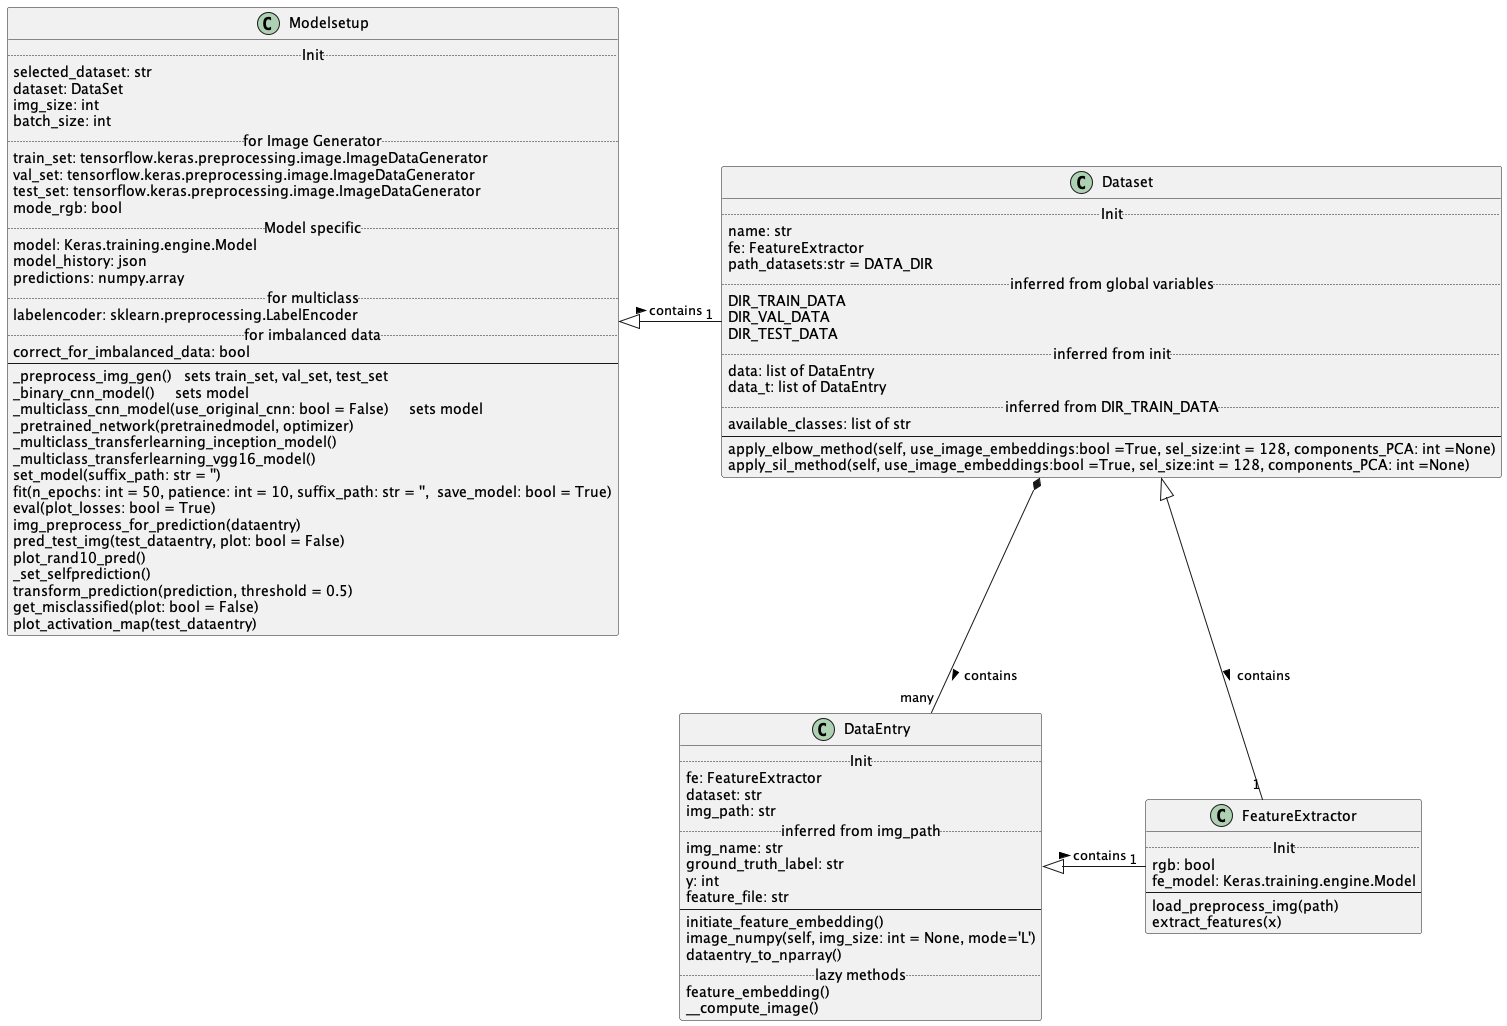 C Modelsetup
Init
selected_dataset: str
dataset: DataSet
img_size: int
batch_size: int
for Image Generator
train_set: tensorflow.keras.preprocessing.image.ImageDataGenerator
val_set: tensorflow.keras.preprocessing.image.ImageDataGenerator
test_set: tensorflow.keras.preprocessing.image.ImageDataGenerator
mode_rgb: bool
Model specific
model: Keras.training.engine.Model
model_history: json
predictions: numpy.array
for multiclass
labelencoder: sklearn.preprocessing.LabelEncoder
for imbalanced data
correct_for_imbalanced_data: bool
_preprocess_img_gen()   sets train_set, val_set, test_set
_binary_cnn_model()     sets model
_multiclass_cnn_model(use_original_cnn: bool = False)     sets model
_pretrained_network(pretrainedmodel, optimizer)
_multiclass_transferlearning_inception_model()
_multiclass_transferlearning_vgg16_model()
set_model(suffix_path: str = '')
fit(n_epochs: int = 50, patience: int = 10, suffix_path: str = '',  save_model: bool = True)
eval(plot_losses: bool = True)
img_preprocess_for_prediction(dataentry)
pred_test_img(test_dataentry, plot: bool = False)
plot_rand10_pred()
_set_selfprediction()
transform_prediction(prediction, threshold = 0.5)
get_misclassified(plot: bool = False)
plot_activation_map(test_dataentry)
contains 1
C Dataset
Init
name: str
fe: FeatureExtractor
path_datasets:str = DATA_DIR
inferred from global variables
DIR_TRAIN_DATA
DIR_VAL_DATA
DIR_TEST_DATA
inferred from init
data: list of DataEntry
data_t: list of DataEntry
inferred from DIR_TRAIN_DATA
available_classes: list of str
apply_elbow_method(self, use_image_embeddings:bool =True, sel_size:int = 128, components_PCA: int =None)
apply_sil_method(self, use_image_embeddings:bool =True, sel_size:int = 128, components_PCA: int =None)
contains
many
contains
1
C DataEntry
Init
fe: FeatureExtractor
dataset: str
img_path: str
inferred from img_path
img_name: str
ground_truth_label: str
y: int
feature_file: str
initiate_feature_embedding()
image_numpy(self, img_size: int = None, mode='L')
dataentry_to_nparray()
lazy methods
feature_embedding()
__compute_image()
contains 1
C FeatureExtractor
Init
rgb: bool
fe_model: Keras.training.engine.Model
load_preprocess_img(path)
extract_features(x)